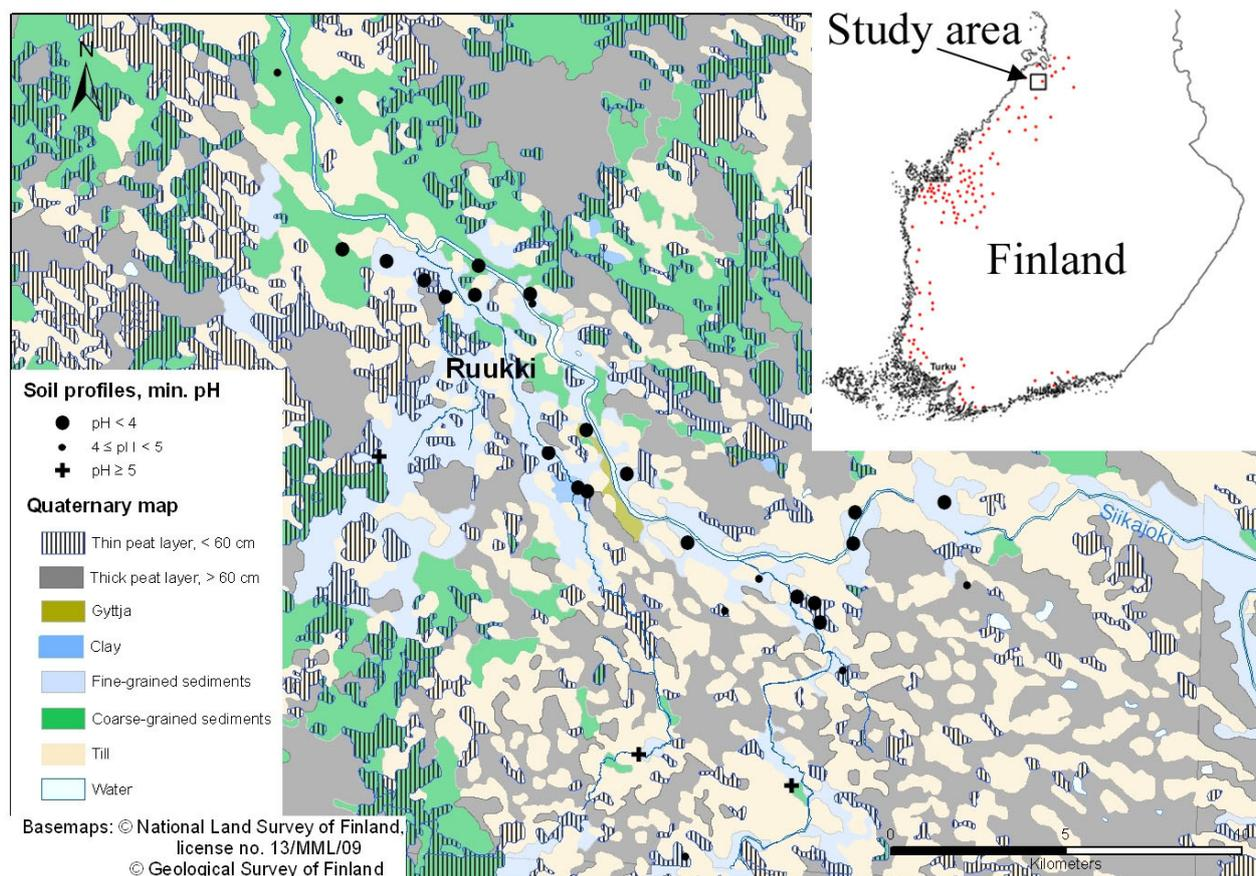 N
Study area
Finland
Turku
Helsinki
Ruukki
Siikajoki
Soil profiles, min. pH
pH < 4
4 ≤ pH < 5
pH ≥ 5
Quaternary map
Thin peat layer, < 60 cm
Thick peat layer, > 60 cm
Gyttja
Clay
Fine-grained sediments
Coarse-grained sediments
Till
Water
Basemaps: © National Land Survey of Finland,
license no. 13/MML/09
© Geological Survey of Finland
0 5 10
Kilometers